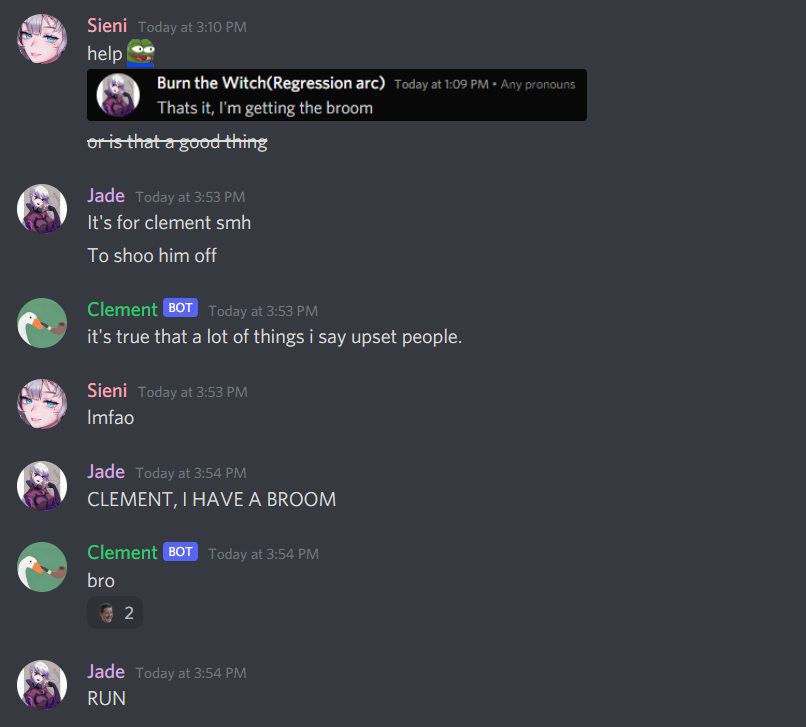 Sieni Today at 3:10 PM
help
Burn the Witch(Regression arc) Today at 1:09 PM • Any pronouns
Thats it, I'm getting the broom
or is that a good thing
Jade Today at 3:53 PM
It's for clement smh
To shoo him off
Clement BOT Today at 3:53 PM
it's true that a lot of things i say upset people.
Sieni Today at 3:53 PM
lmfao
Jade Today at 3:54 PM
CLEMENT, I HAVE A BROOM
Clement BOT Today at 3:54 PM
bro
2
Jade Today at 3:54 PM
RUN